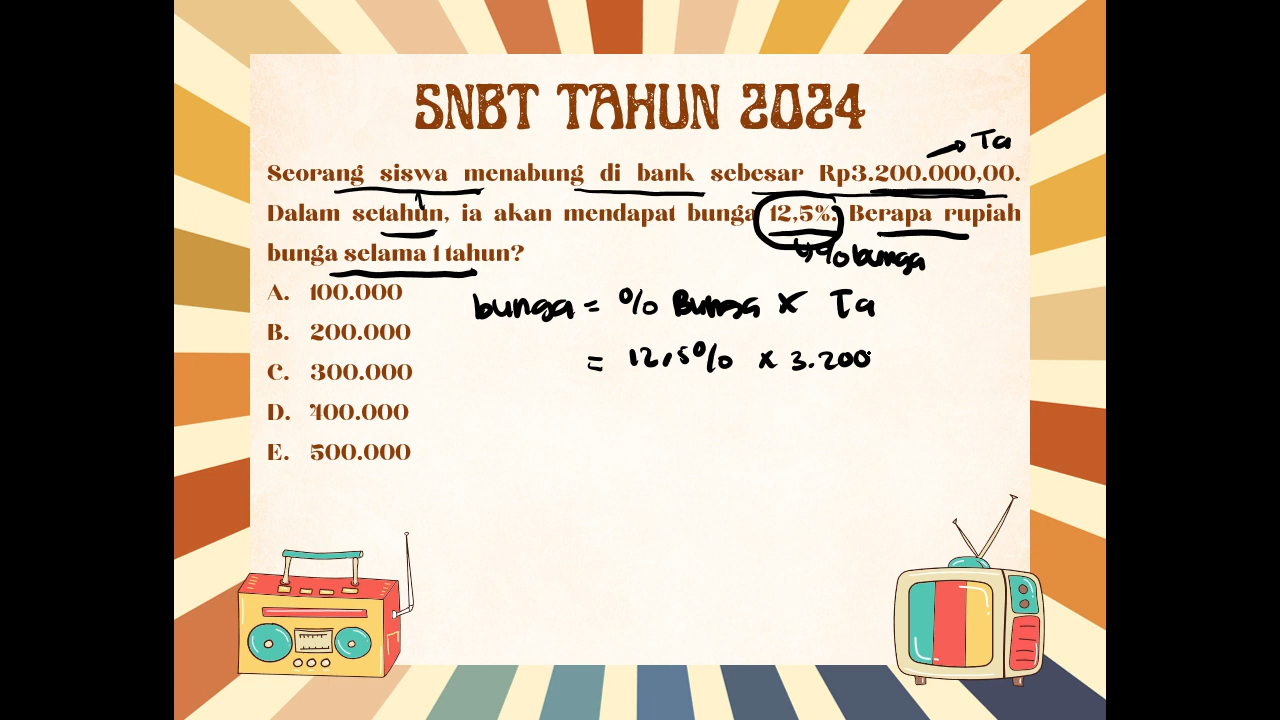 SNBT TAHUN 2024
Ta
Seorang siswa menabung di bank sebesar Rp3.200.000,00.
Dalam setahun, ia akan mendapat bunga 12,5%. Berapa rupiah
bunga selama 1 tahun?
% bunga
A. 100.000
B. 200.000
C. 300.000
D. 400.000
E. 500.000
bunga = % Bunga x Ta
= 12,5% x 3.200